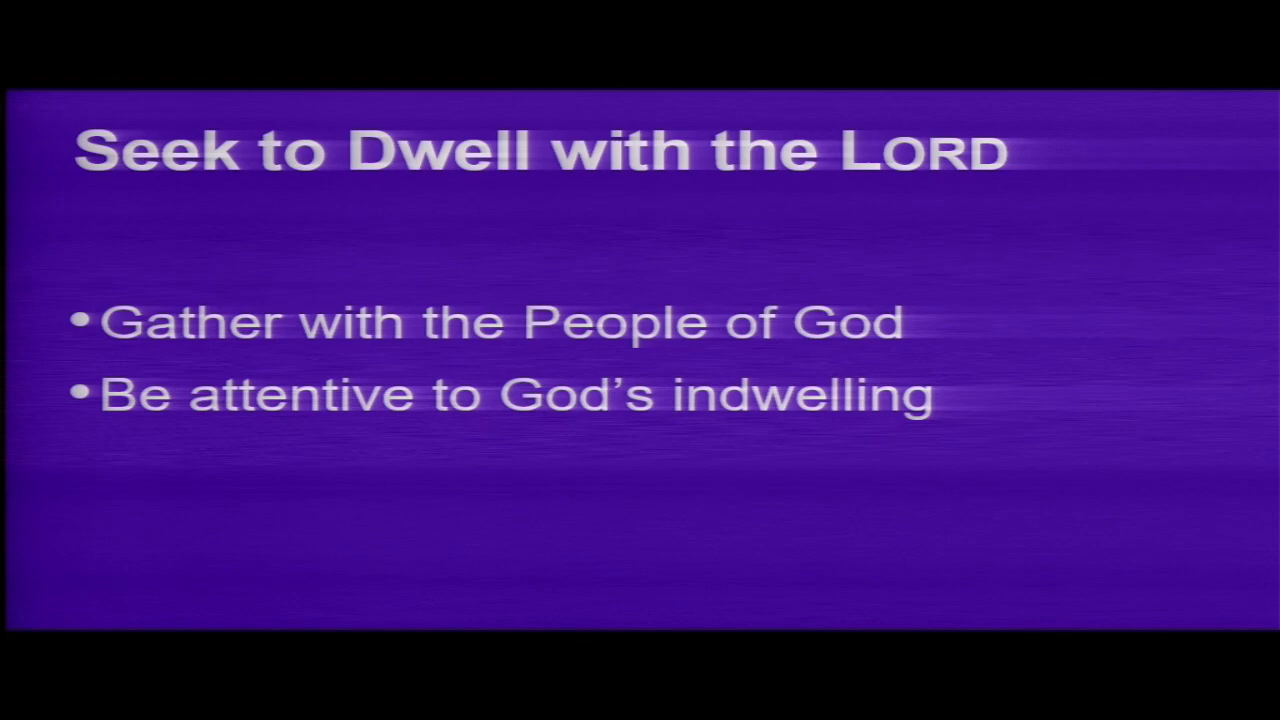 Seek to Dwell with the LORD
• Gather with the People of God
• Be attentive to God’s indwelling